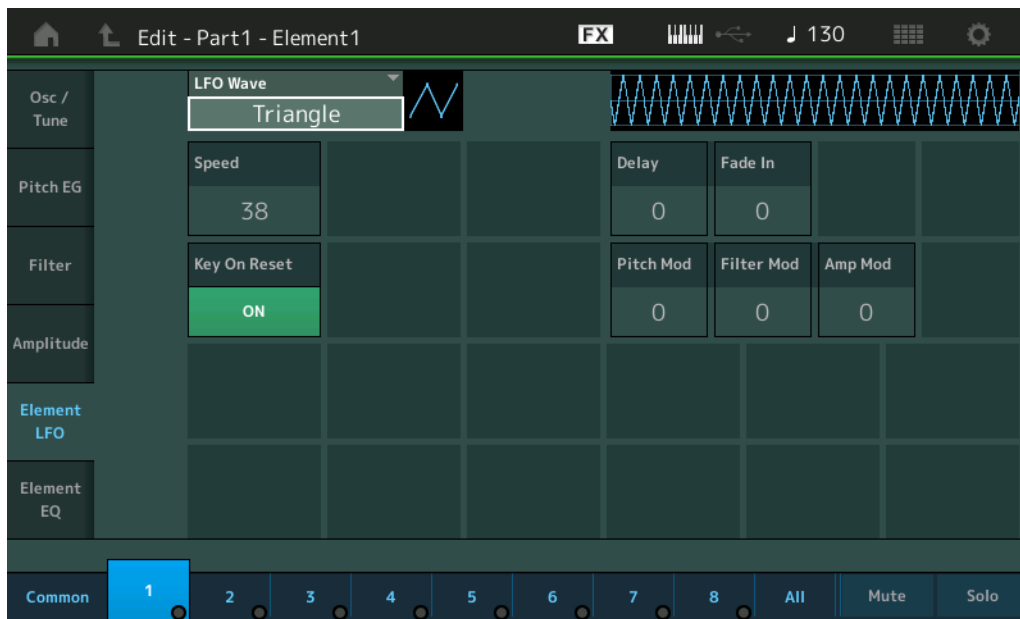 Edit - Part1 - Element1
FX
♩ 130
Osc /
Tune
Pitch EG
Filter
Amplitude
Element
LFO
Element
EQ
LFO Wave
Triangle
Speed
38
Delay
0
Fade In
0
Key On Reset
ON
Pitch Mod
0
Filter Mod
0
Amp Mod
0
Common
1
2
3
4
5
6
7
8
All
Mute
Solo